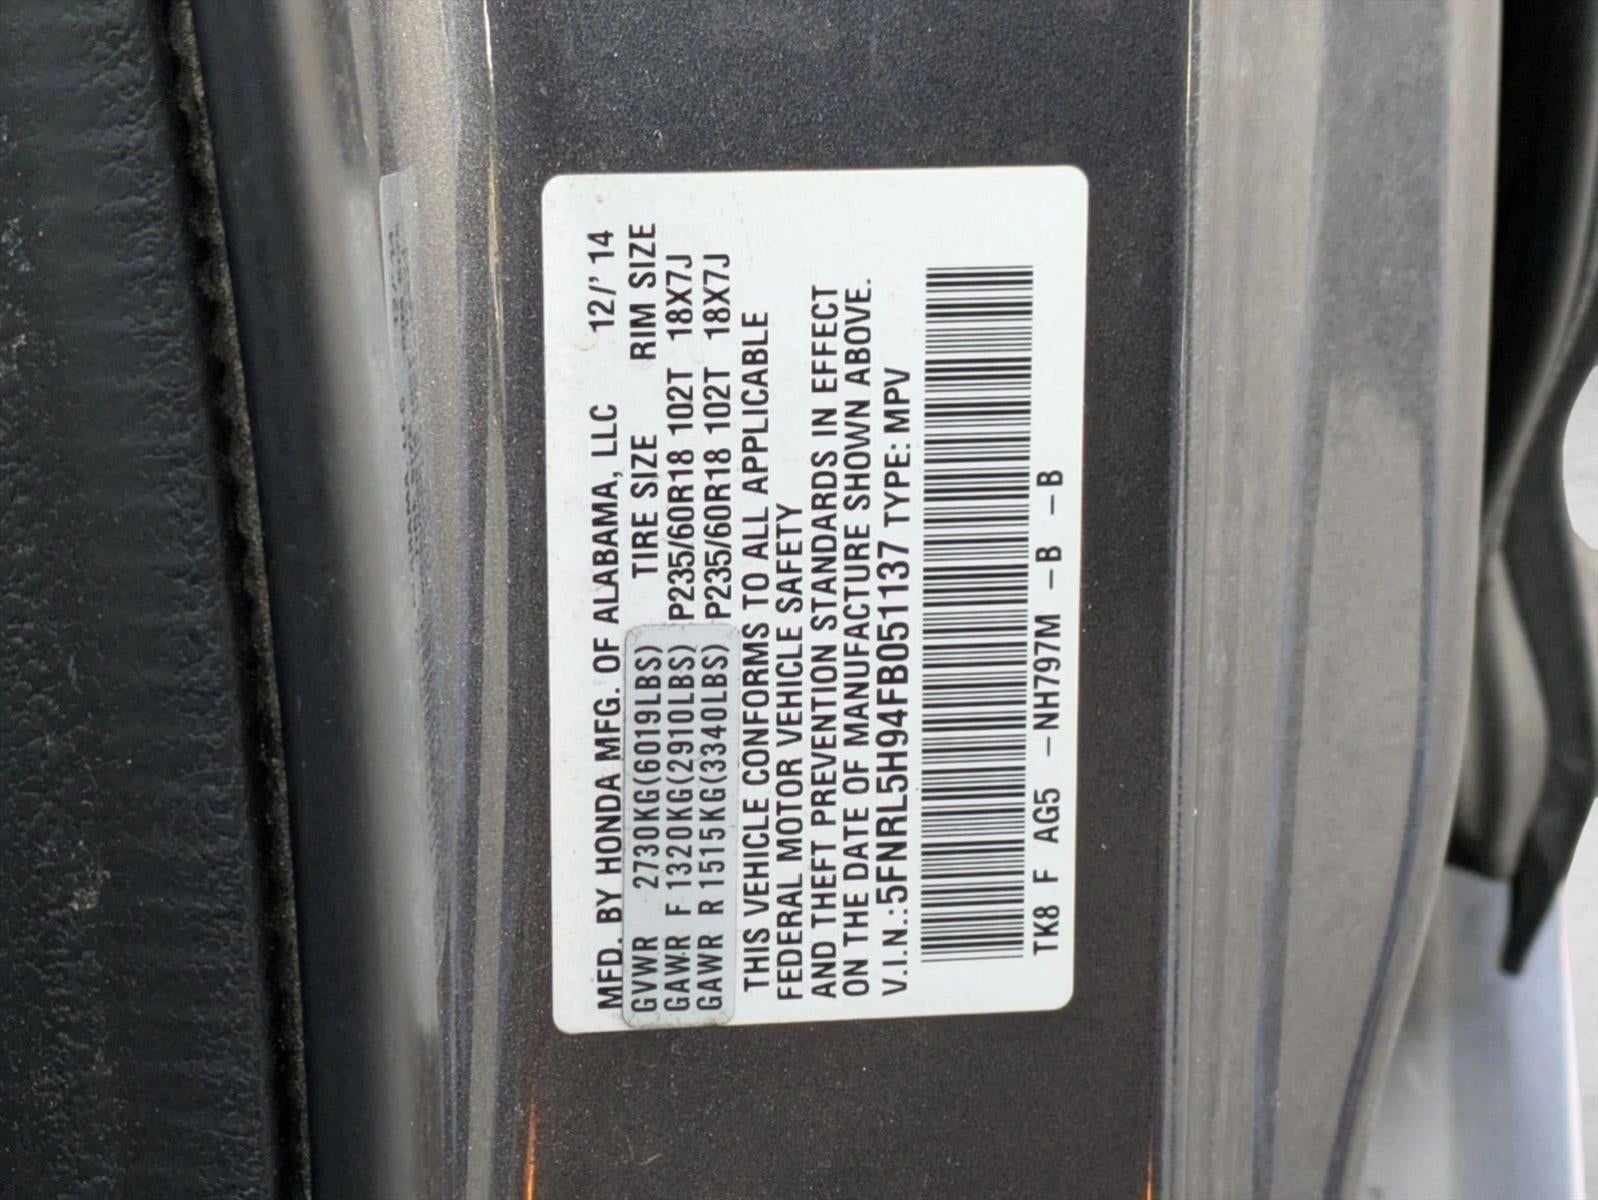 MFD. BY HONDA MFG. OF ALABAMA, LLC 12/'14
GVWR 2730KG(6019LBS) TIRE SIZE RIM SIZE
GAWR F 1320KG(2910LBS) P235/60R18 102T 18X7J
GAWR R 1515KG(3340LBS) P235/60R18 102T 18X7J
THIS VEHICLE CONFORMS TO ALL APPLICABLE
FEDERAL MOTOR VEHICLE SAFETY
AND THEFT PREVENTION STANDARDS IN EFFECT
ON THE DATE OF MANUFACTURE SHOWN ABOVE.
V.I.N.: 5FNRL5H94FB051137 TYPE: MPV
TK8 F AG5 -NH797M -B -B